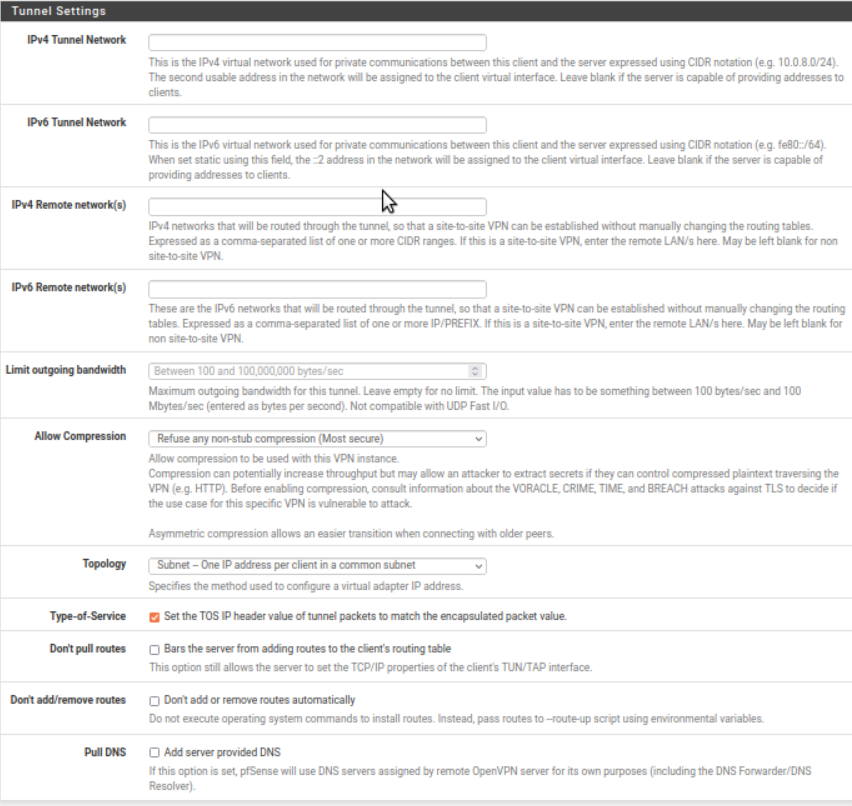 Tunnel Settings
IPv4 Tunnel Network
This is the IPv4 virtual network used for private communications between this client and the server expressed using CIDR notation (e.g. 10.0.8.0/24).
The second usable address in the network will be assigned to the client virtual interface. Leave blank if the server is capable of providing addresses to
clients.
IPv6 Tunnel Network
This is the IPv6 virtual network used for private communications between this client and the server expressed using CIDR notation (e.g. fe80::/64).
When set static using this field, the ::2 address in the network will be assigned to the client virtual interface. Leave blank if the server is capable of
providing addresses to clients.
IPv4 Remote network(s)
IPv4 networks that will be routed through the tunnel, so that a site-to-site VPN can be established without manually changing the routing tables.
Expressed as a comma-separated list of one or more CIDR ranges. If this is a site-to-site VPN, enter the remote LAN/s here. May be left blank for non
site-to-site VPN.
IPv6 Remote network(s)
These are the IPv6 networks that will be routed through the tunnel, so that a site-to-site VPN can be established without manually changing the routing
tables. Expressed as a comma-separated list of one or more IP/PREFIX. If this is a site-to-site VPN, enter the remote LAN/s here. May be left blank for
non site-to-site VPN.
Limit outgoing bandwidth
Between 100 and 100,000,000 bytes/sec
Maximum outgoing bandwidth for this tunnel. Leave empty for no limit. The input value has to be something between 100 bytes/sec and 100
Mbytes/sec (entered as bytes per second). Not compatible with UDP Fast I/O.
Allow Compression
Refuse any non-stub compression (Most secure)
Allow compression to be used with this VPN instance.
Compression can potentially increase throughput but may allow an attacker to extract secrets if they can control compressed plaintext traversing the
VPN (e.g. HTTP). Before enabling compression, consult information about the VORACLE, CRIME, TIME, and BREACH attacks against TLS to decide if
the use case for this specific VPN is vulnerable to attack.
Asymmetric compression allows an easier transition when connecting with older peers.
Topology
Subnet – One IP address per client in a common subnet
Specifies the method used to configure a virtual adapter IP address.
Type-of-Service
Set the TOS IP header value of tunnel packets to match the encapsulated packet value.
Don't pull routes
Bars the server from adding routes to the client's routing table
This option still allows the server to set the TCP/IP properties of the client's TUN/TAP interface.
Don't add/remove routes
Don't add or remove routes automatically
Do not execute operating system commands to install routes. Instead, pass routes to --route-up script using environmental variables.
Pull DNS
Add server provided DNS
If this option is set, pfSense will use DNS servers assigned by remote OpenVPN server for its own purposes (including the DNS Forwarder/DNS
Resolver).